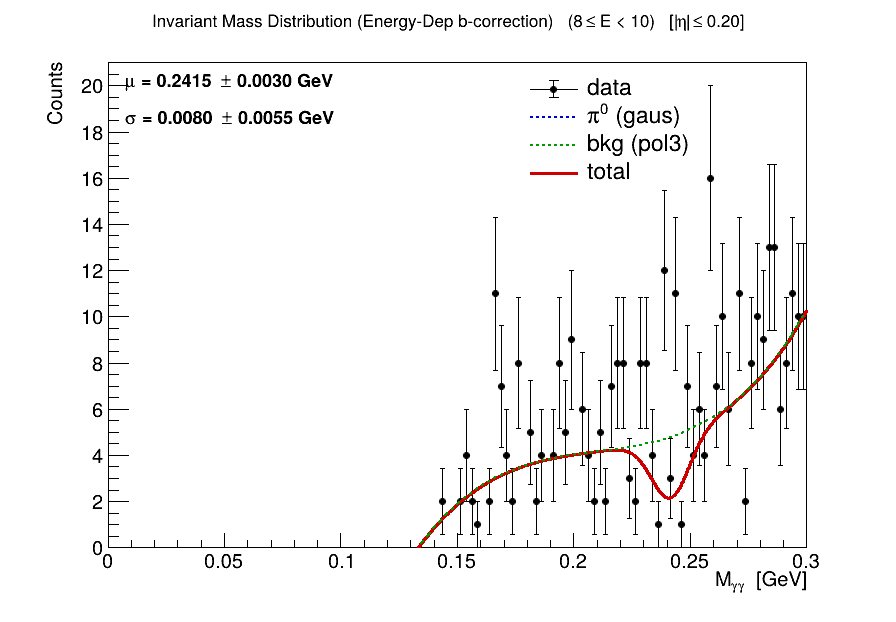 Invariant Mass Distribution (Energy-Dep b-correction) (8 ≤ E < 10) [|η| ≤ 0.20]
Counts
μ = 0.2415 ± 0.0030 GeV
σ = 0.0080 ± 0.0055 GeV
data
π⁰ (gaus)
bkg (pol3)
total
20
18
16
14
12
10
8
6
4
2
0
0 0.05 0.1 0.15 0.2 0.25 0.3
Mγγ [GeV]